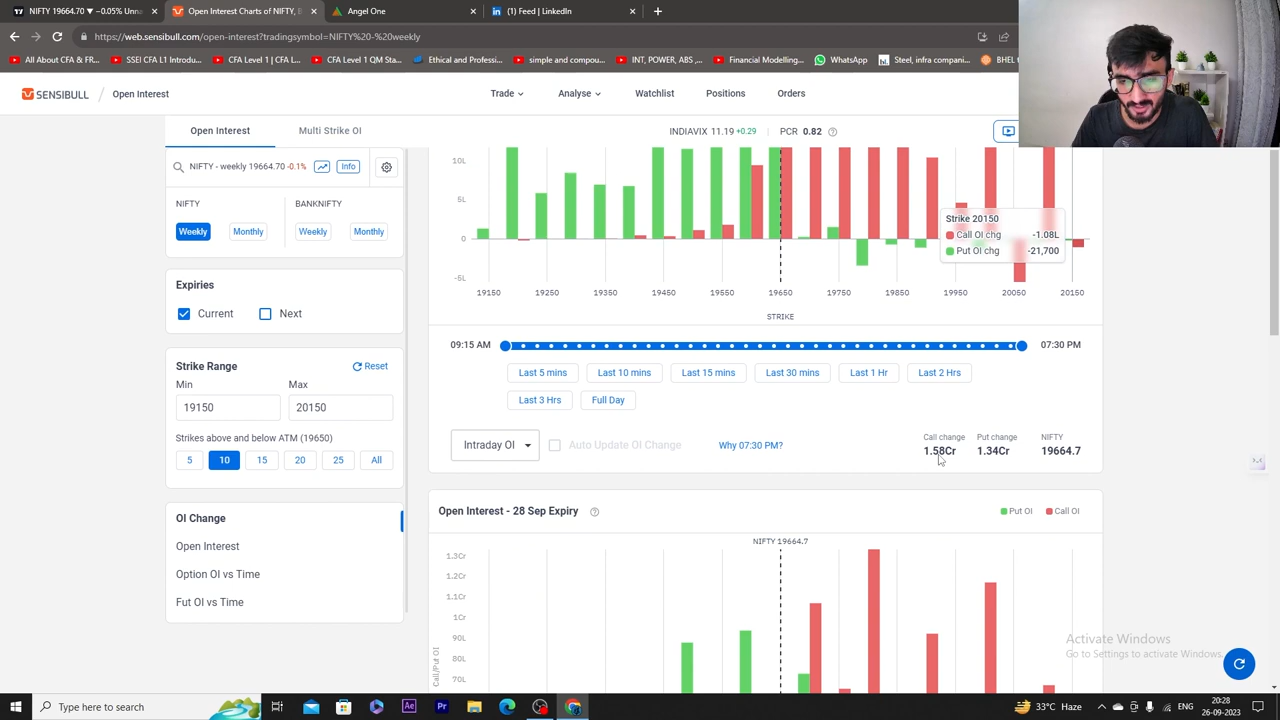 NIFTY 19664.70 ▼ −0.05% Unna
Open Interest Charts of NIFTY, B
Angel One
(1) Feed | LinkedIn
https://web.sensibull.com/open-interest?tradingsymbol=NIFTY%20-%20weekly
All About CFA & FR...
SSEI CFA L1 Introdu...
CFA Level 1 | CFA L...
CFA Level 1 QM Sta...
Ethical and Professi...
simple and compou...
INT, POWER, ABS ,...
Financial Modelling...
WhatsApp
Steel, infra compani...
BHEL
SENSIBULL / Open Interest
Trade
Analyse
Watchlist
Positions
Orders
Open Interest
Multi Strike OI
INDIAVIX 11.19 +0.29
PCR 0.82
NIFTY - weekly 19664.70 -0.1%
Info
NIFTY
BANKNIFTY
Weekly
Monthly
Weekly
Monthly
Expiries
Current
Next
Strike Range
Reset
Min
Max
19150
20150
Strikes above and below ATM (19650)
5
10
15
20
25
All
OI Change
Open Interest
Option OI vs Time
Fut OI vs Time
10L
5L
0
-5L
Strike 20150
Call OI chg -1.08L
Put OI chg -21,700
19150
19250
19350
19450
19550
19650
19750
19850
19950
20050
20150
STRIKE
09:15 AM
07:30 PM
Last 5 mins
Last 10 mins
Last 15 mins
Last 30 mins
Last 1 Hr
Last 2 Hrs
Last 3 Hrs
Full Day
Intraday OI
Auto Update OI Change
Why 07:30 PM?
Call change
Put change
NIFTY
1.58Cr
1.34Cr
19664.7
Open Interest - 28 Sep Expiry
Put OI
Call OI
NIFTY 19664.7
1.3Cr
1.2Cr
1.1Cr
1Cr
90L
80L
70L
Call/Put OI
Activate Windows
Go to Settings to activate Windows.
Type here to search
33°C Haze
ENG
20:28
26-09-2023